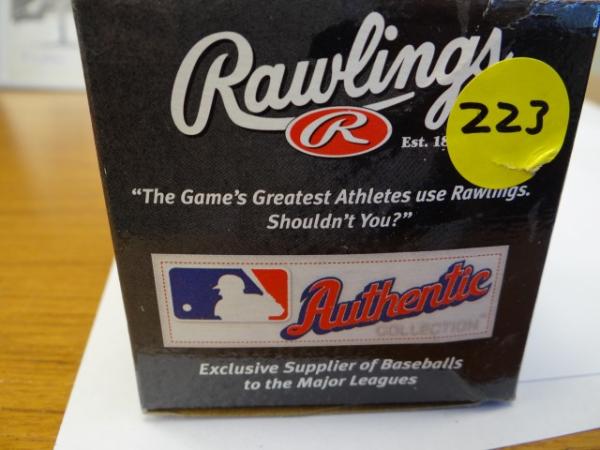 Rawlings
R
223
Est. 18
“The Game’s Greatest Athletes use Rawlings.
Shouldn’t You?”
Authentic
COLLECTION™
Exclusive Supplier of Baseballs
to the Major Leagues